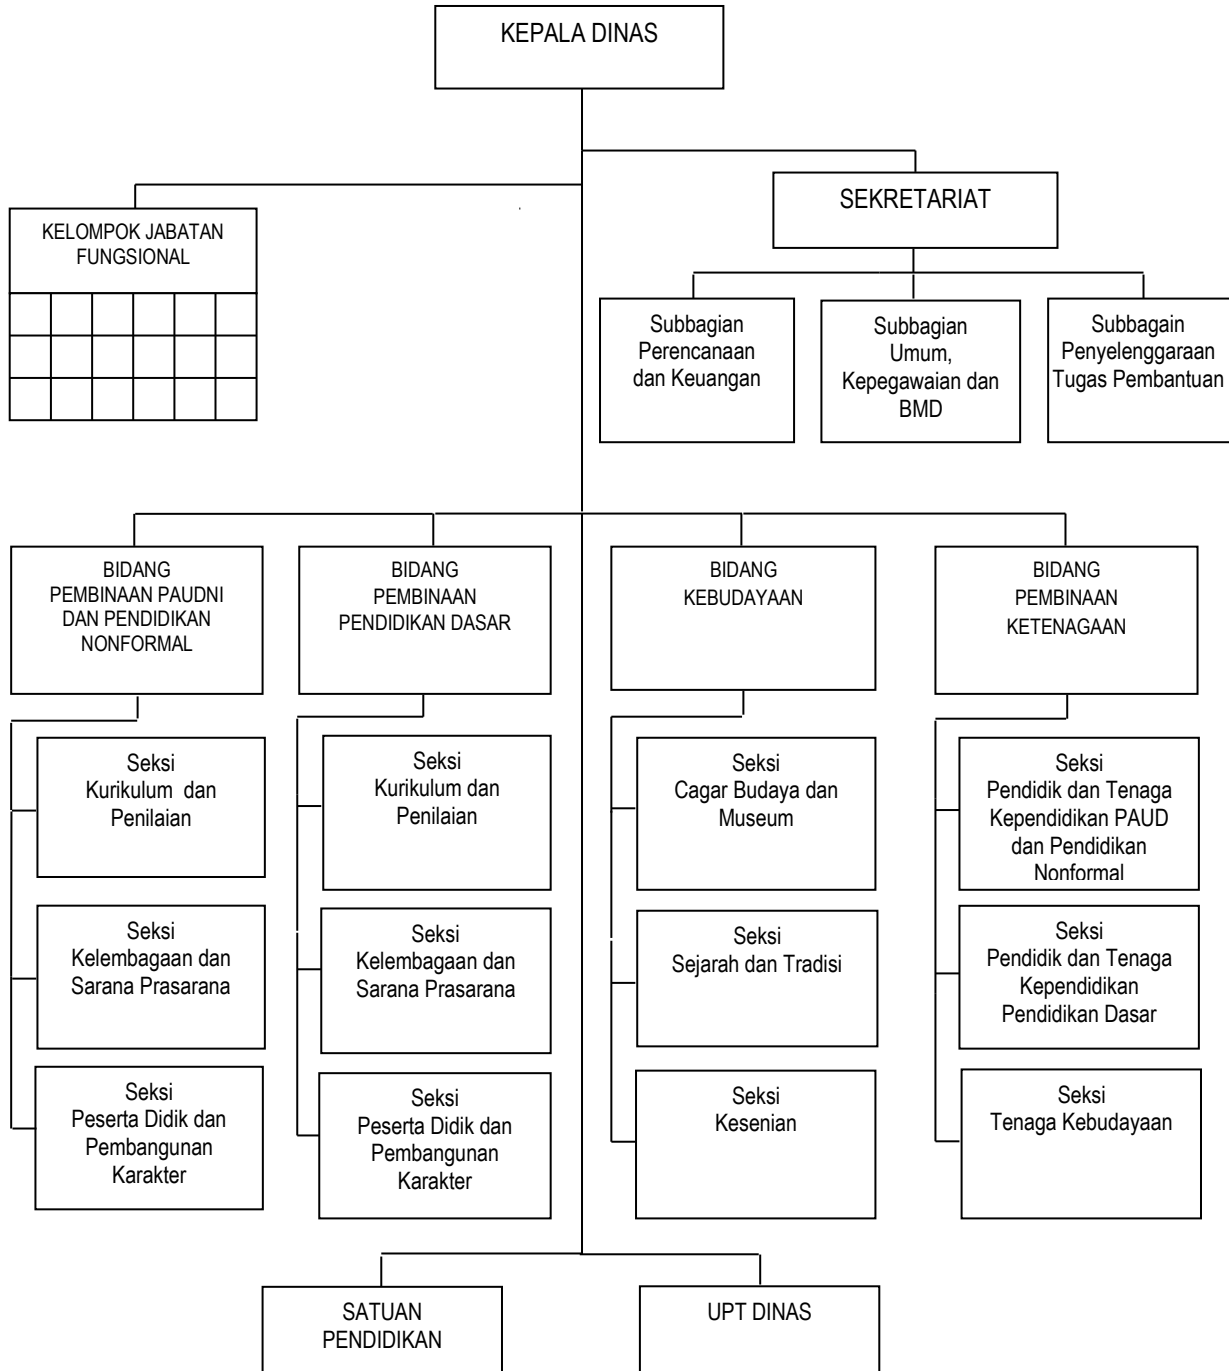 KEPALA DINAS
SEKRETARIAT
KELOMPOK JABATAN
FUNGSIONAL
Subbagian
Perencanaan
dan Keuangan
Subbagian
Umum,
Kepegawaian dan
BMD
Subbagain
Penyelenggaraan
Tugas Pembantuan
BIDANG
PEMBINAAN PAUDNI
DAN PENDIDIKAN
NONFORMAL
BIDANG
PEMBINAAN
PENDIDIKAN DASAR
BIDANG
KEBUDAYAAN
BIDANG
PEMBINAAN
KETENAGAAN
Seksi
Kurikulum dan
Penilaian
Seksi
Kurikulum dan
Penilaian
Seksi
Cagar Budaya dan
Museum
Seksi
Pendidik dan Tenaga
Kependidikan PAUD
dan Pendidikan
Nonformal
Seksi
Kelembagaan dan
Sarana Prasarana
Seksi
Kelembagaan dan
Sarana Prasarana
Seksi
Sejarah dan Tradisi
Seksi
Pendidik dan Tenaga
Kependidikan
Pendidikan Dasar
Seksi
Peserta Didik dan
Pembangunan
Karakter
Seksi
Peserta Didik dan
Pembangunan
Karakter
Seksi
Kesenian
Seksi
Tenaga Kebudayaan
SATUAN
PENDIDIKAN
UPT DINAS